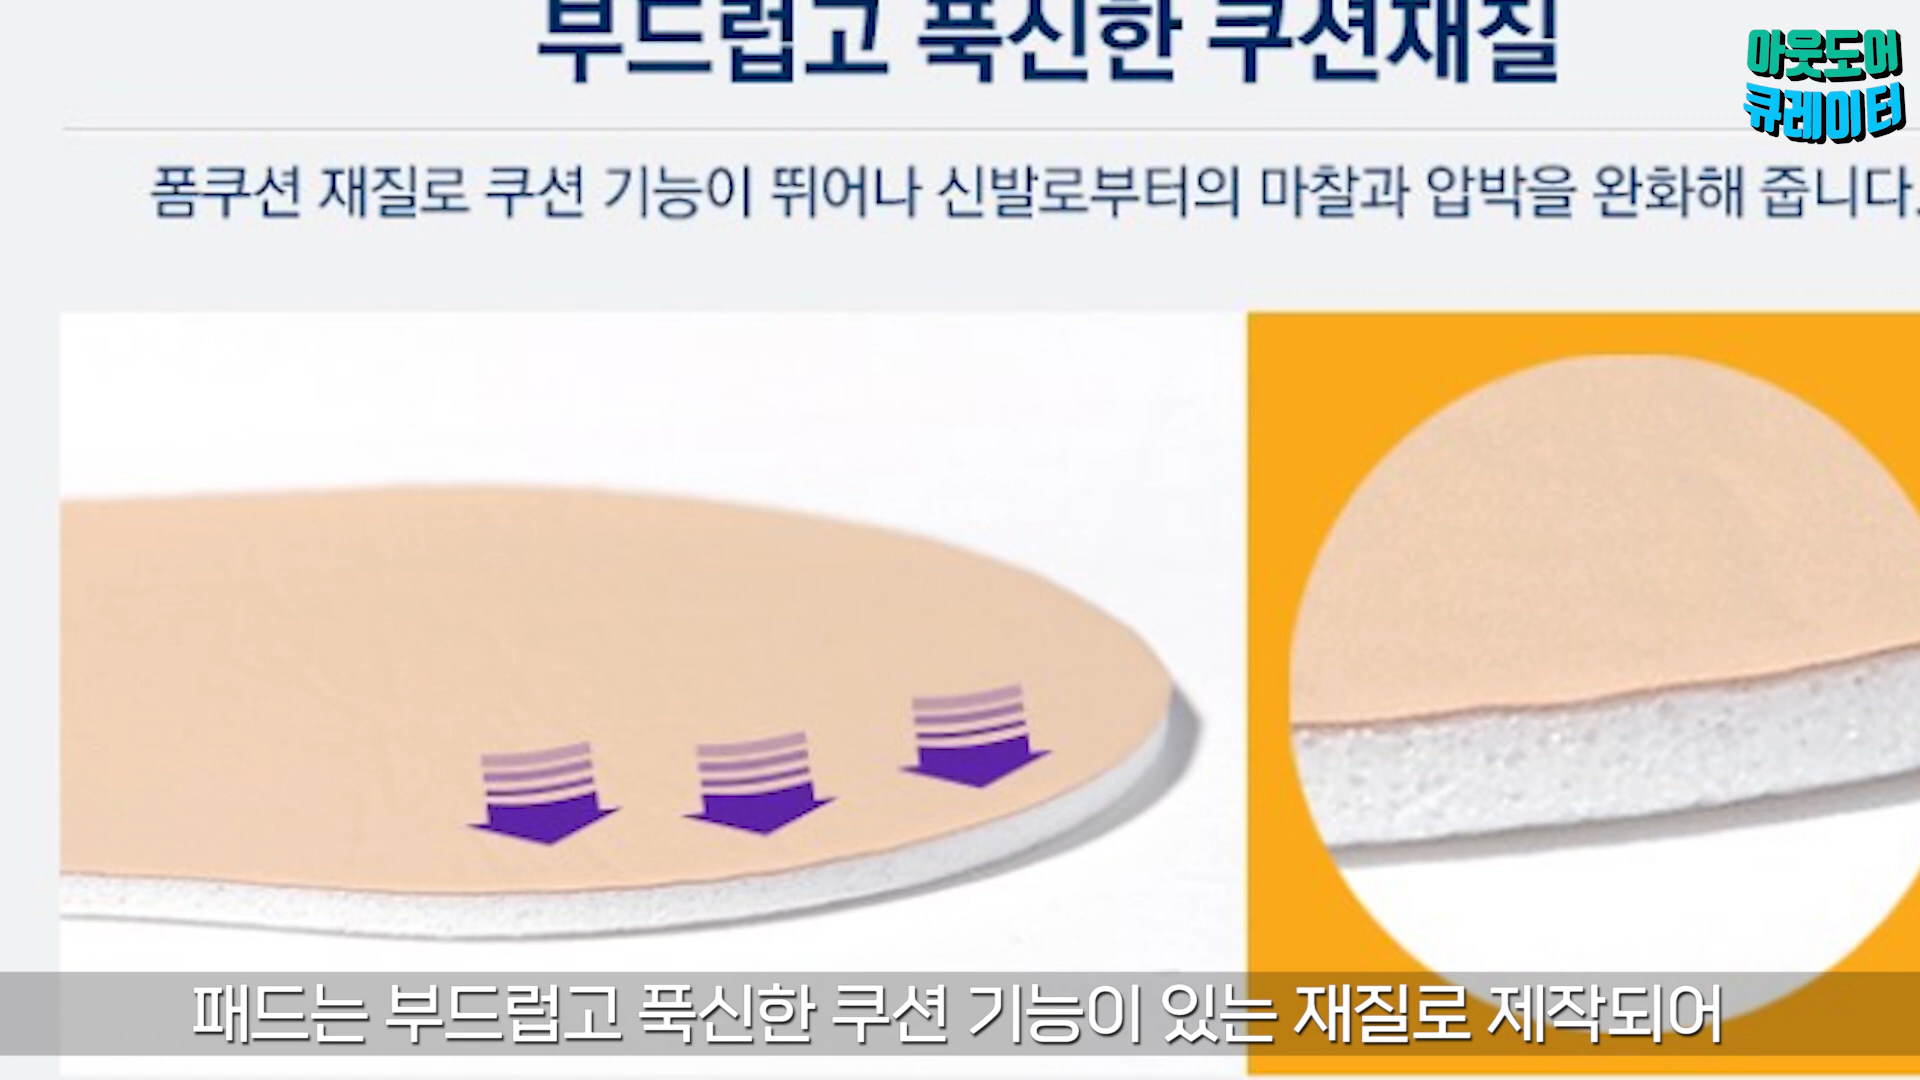 부드럽고 푹신한 쿠션재질
아웃도어
큐레이터
폼쿠션 재질로 쿠션 기능이 뛰어나 신발로부터의 마찰과 압박을 완화해 줍니다.
패드는 부드럽고 푹신한 쿠션 기능이 있는 재질로 제작되어